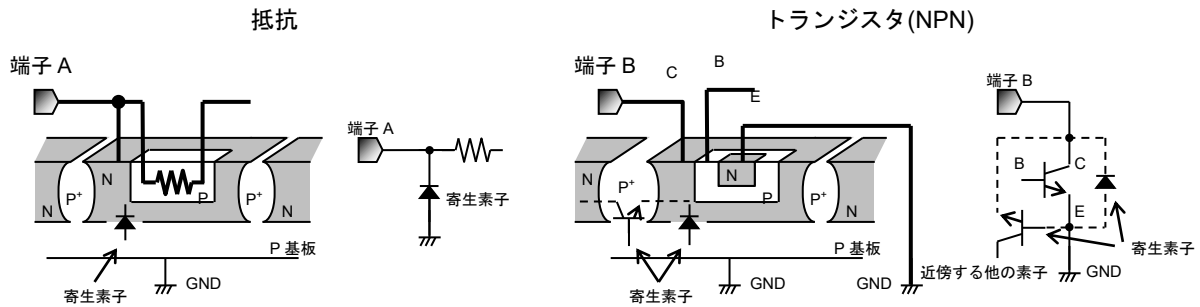 抵抗
トランジスタ(NPN)
端子 A
端子 B
C
B
E
端子 B
端子 A
N
P⁺
N
P
P⁺
N
寄生素子
P 基板
寄生素子
GND
N
P⁺
N
P
P⁺
N
P 基板
寄生素子
GND
GND
B
C
E
寄生素子
近傍する他の素子
GND